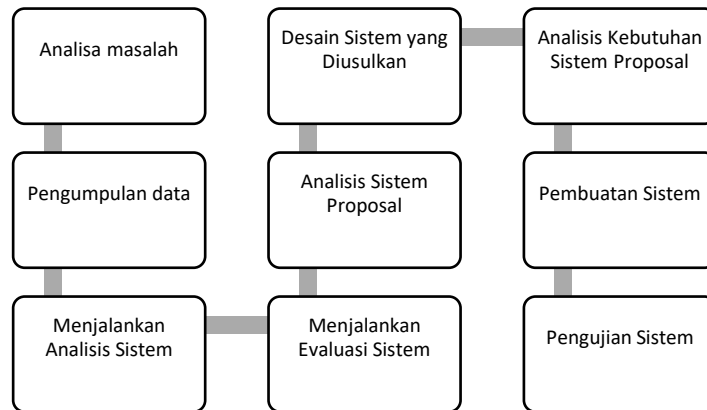 Analisa masalah
Pengumpulan data
Menjalankan
Analisis Sistem
Menjalankan
Evaluasi Sistem
Analisis Sistem
Proposal
Desain Sistem yang
Diusulkan
Analisis Kebutuhan
Sistem Proposal
Pembuatan Sistem
Pengujian Sistem